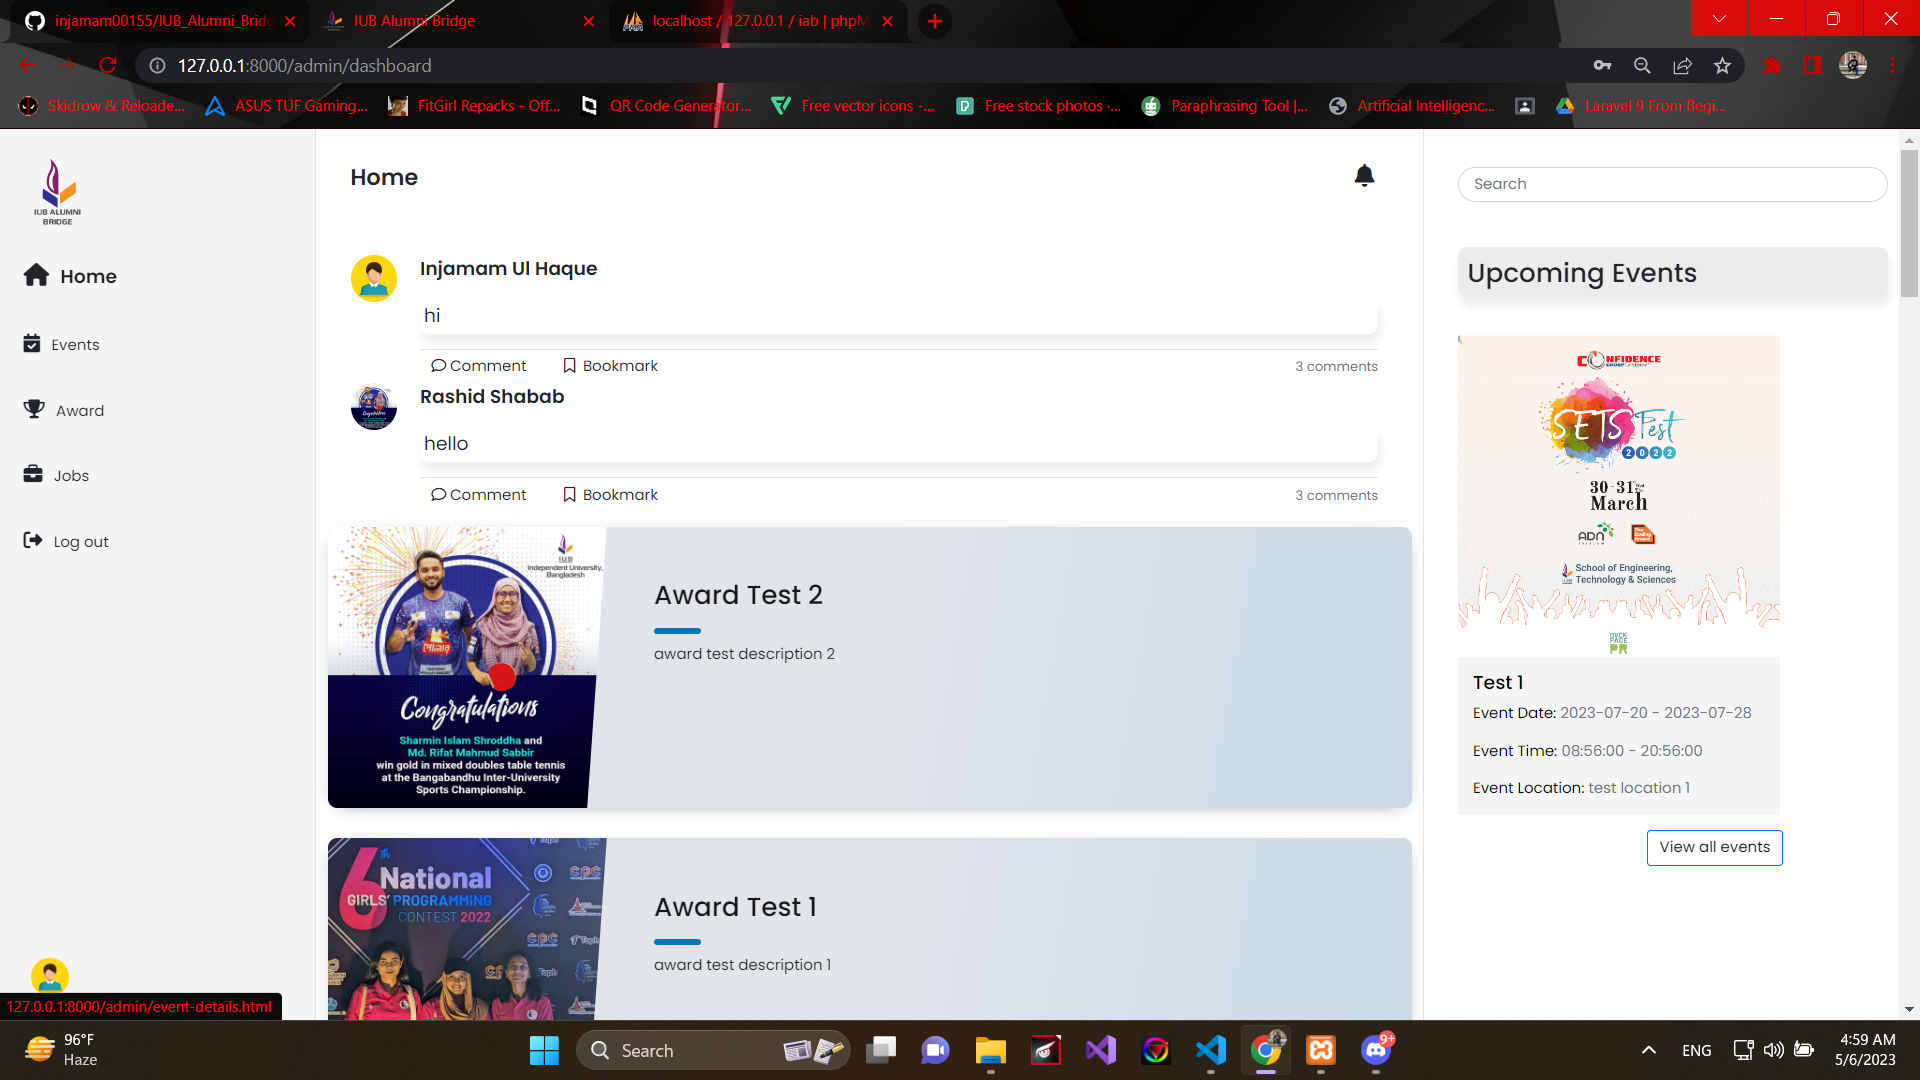 injamam00155/IUB_Alumni_Bridg
IUB Alumni Bridge
localhost / 127.0.0.1 / iab | phpM
127.0.0.1:8000/admin/dashboard
Skidrow & Reloade...
ASUS TUF Gaming...
FitGirl Repacks - Off...
QR Code Generator...
Free vector icons -...
Free stock photos -...
Paraphrasing Tool |...
Artificial Intelligenc...
Laravel 9 From Begi...
IUB ALUMNI
BRIDGE
Home
Events
Award
Jobs
Log out
127.0.0.1:8000/admin/event-details.html
Home
Injamam Ul Haque
hi
Comment
Bookmark
3 comments
Rashid Shabab
hello
Comment
Bookmark
3 comments
IUB
Independent University,
Bangladesh
Congratulations
Sharmin Islam Shroddha and
Md. Rifat Mahmud Sabbir
win gold in mixed doubles table tennis
at the Bangabandhu Inter-University
Sports Championship.
Award Test 2
award test description 2
6th National
GIRLS' PROGRAMMING
CONTEST 2022
Award Test 1
award test description 1
Search
Upcoming Events
CONFIDENCE
GROUP
SETS Fest
2022
30-31
March
ADN
School of Engineering,
Technology & Sciences
BACK
PAGE
PR
Test 1
Event Date: 2023-07-20 - 2023-07-28
Event Time: 08:56:00 - 20:56:00
Event Location: test location 1
View all events
96°F
Haze
Search
9+
ENG
4:59 AM
5/6/2023